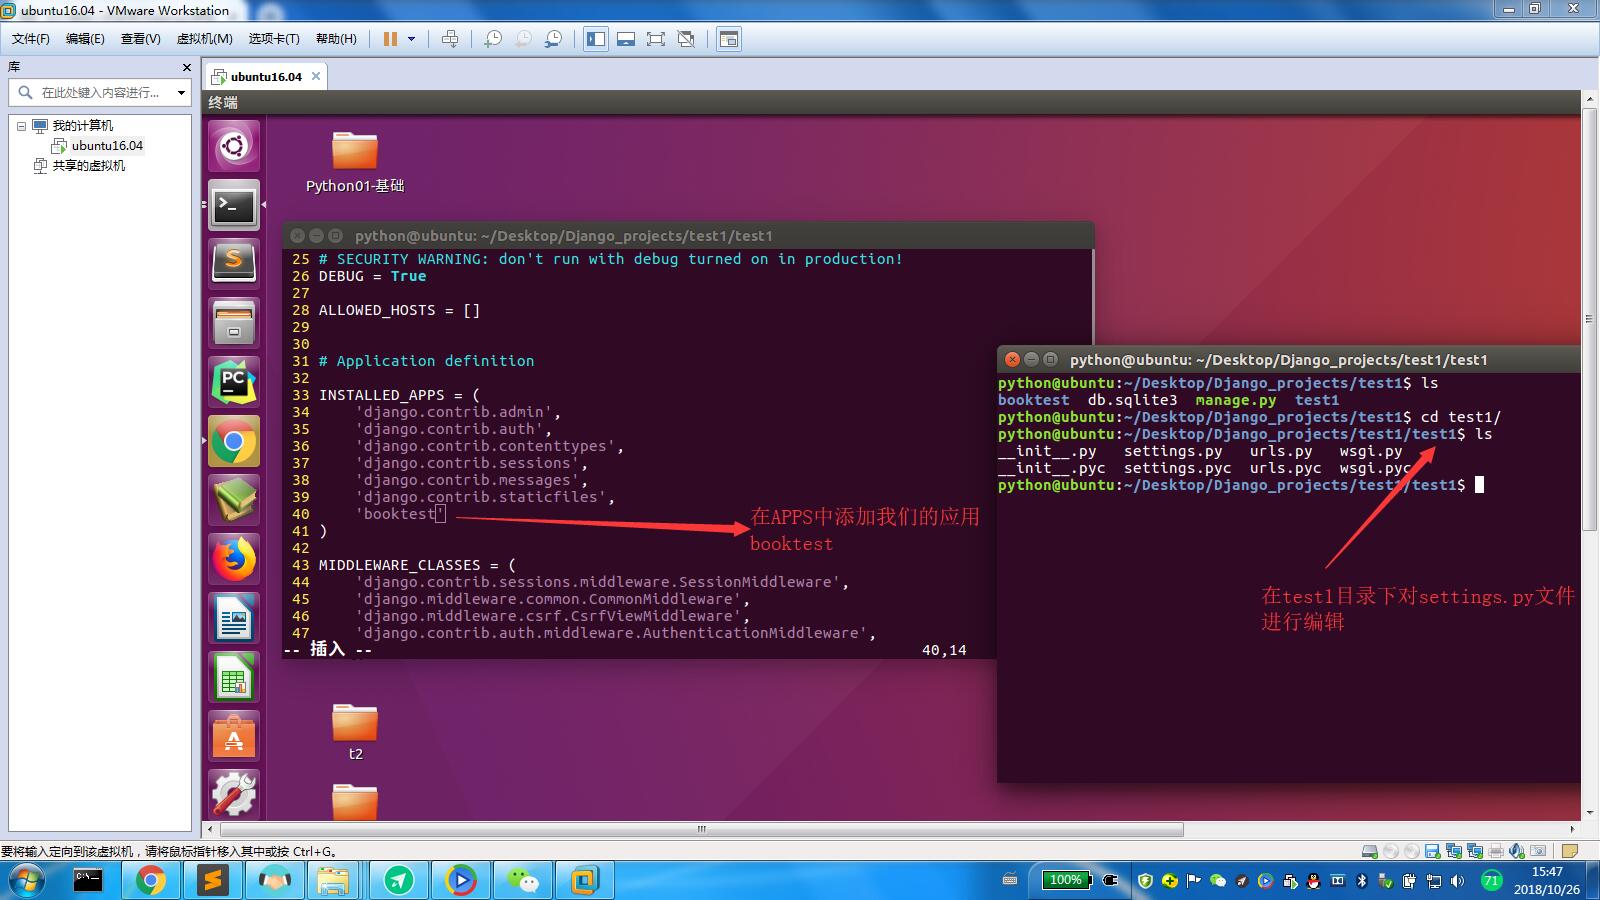 ubuntu16.04 - VMware Workstation
文件(F) 编辑(E) 查看(V) 虚拟机(M) 选项卡(T) 帮助(H)
库
在此处键入内容进行...
我的计算机
ubuntu16.04
共享的虚拟机
ubuntu16.04
终端
Python01-基础
python@ubuntu: ~/Desktop/Django_projects/test1/test1
25 # SECURITY WARNING: don't run with debug turned on in production!
26 DEBUG = True
27
28 ALLOWED_HOSTS = []
29
30
31 # Application definition
32
33 INSTALLED_APPS = (
34     'django.contrib.admin',
35     'django.contrib.auth',
36     'django.contrib.contenttypes',
37     'django.contrib.sessions',
38     'django.contrib.messages',
39     'django.contrib.staticfiles',
40     'booktest'
41 )
42
43 MIDDLEWARE_CLASSES = (
44     'django.contrib.sessions.middleware.SessionMiddleware',
45     'django.middleware.common.CommonMiddleware',
46     'django.middleware.csrf.CsrfViewMiddleware',
47     'django.contrib.auth.middleware.AuthenticationMiddleware',
-- 插入 -- 40,14
在APPS中添加我们的应用
booktest
python@ubuntu: ~/Desktop/Django_projects/test1/test1
python@ubuntu:~/Desktop/Django_projects/test1$ ls
booktest db.sqlite3 manage.py test1
python@ubuntu:~/Desktop/Django_projects/test1$ cd test1/
python@ubuntu:~/Desktop/Django_projects/test1/test1$ ls
__init__.py settings.py urls.py wsgi.py
__init__.pyc settings.pyc urls.pyc wsgi.pyc
python@ubuntu:~/Desktop/Django_projects/test1/test1$
在test1目录下对settings.py文件
进行编辑
t2
要将输入定向到该虚拟机，请将鼠标指针移入其中或按 Ctrl+G。
100%
71
15:47
2018/10/26